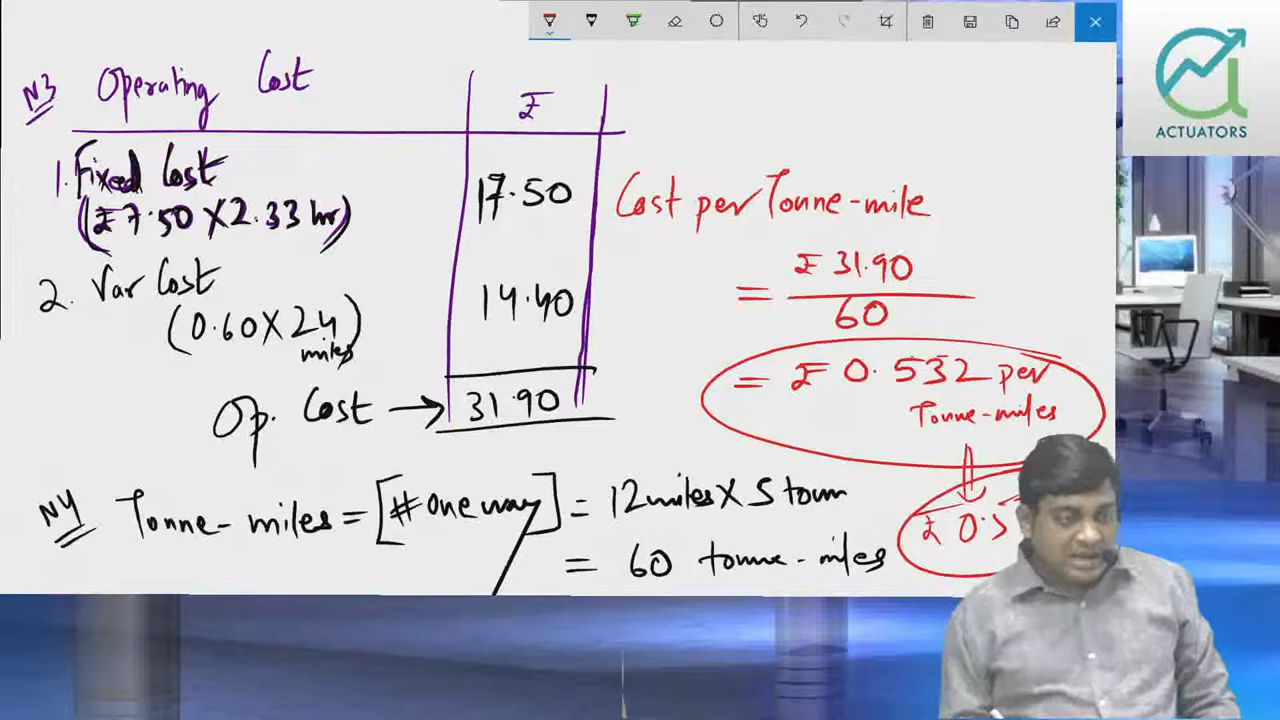 N3 Operating Cost
₹
1. Fixed Cost
(₹7.50 X 2.33 hr)
17.50
2. Var Cost
(0.60 X 24
miles)
14.40
Op. Cost → 31.90
Cost per Tonne-mile
= ₹ 31.90
60
= ₹ 0.532 per
Tonne-miles
₹ 0.5
N4 Tonne-miles = [# One way] = 12 miles X 5
= 60 tonne-miles
ACTUATORS